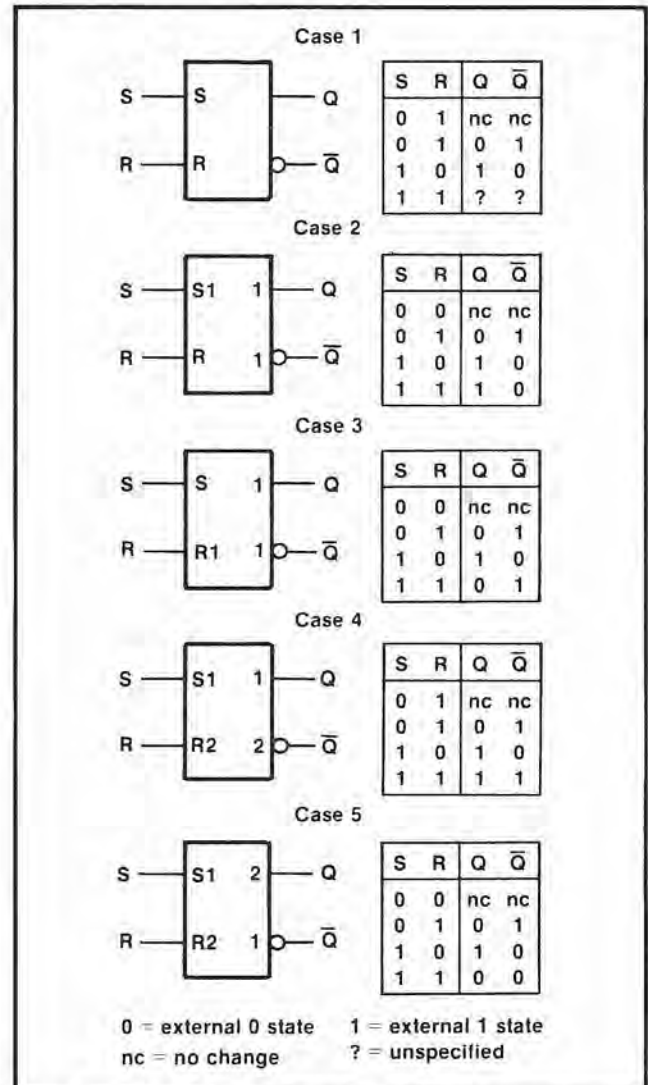 Case 1
S S Q
R R Q̅
S R Q Q̅
0 1 nc nc
0 1 0 1
1 0 1 0
1 1 ? ?
Case 2
S S1 1 Q
R R 1 Q̅
S R Q Q̅
0 0 nc nc
0 1 0 1
1 0 1 0
1 1 1 0
Case 3
S S 1 Q
R R1 1 Q̅
S R Q Q̅
0 0 nc nc
0 1 0 1
1 0 1 0
1 1 0 1
Case 4
S S1 1 Q
R R2 2 Q̅
S R Q Q̅
0 1 nc nc
0 1 0 1
1 0 1 0
1 1 1 1
Case 5
S S1 2 Q
R R2 1 Q̅
S R Q Q̅
0 0 nc nc
0 1 0 1
1 0 1 0
1 1 0 0
0 = external 0 state 1 = external 1 state
nc = no change ? = unspecified